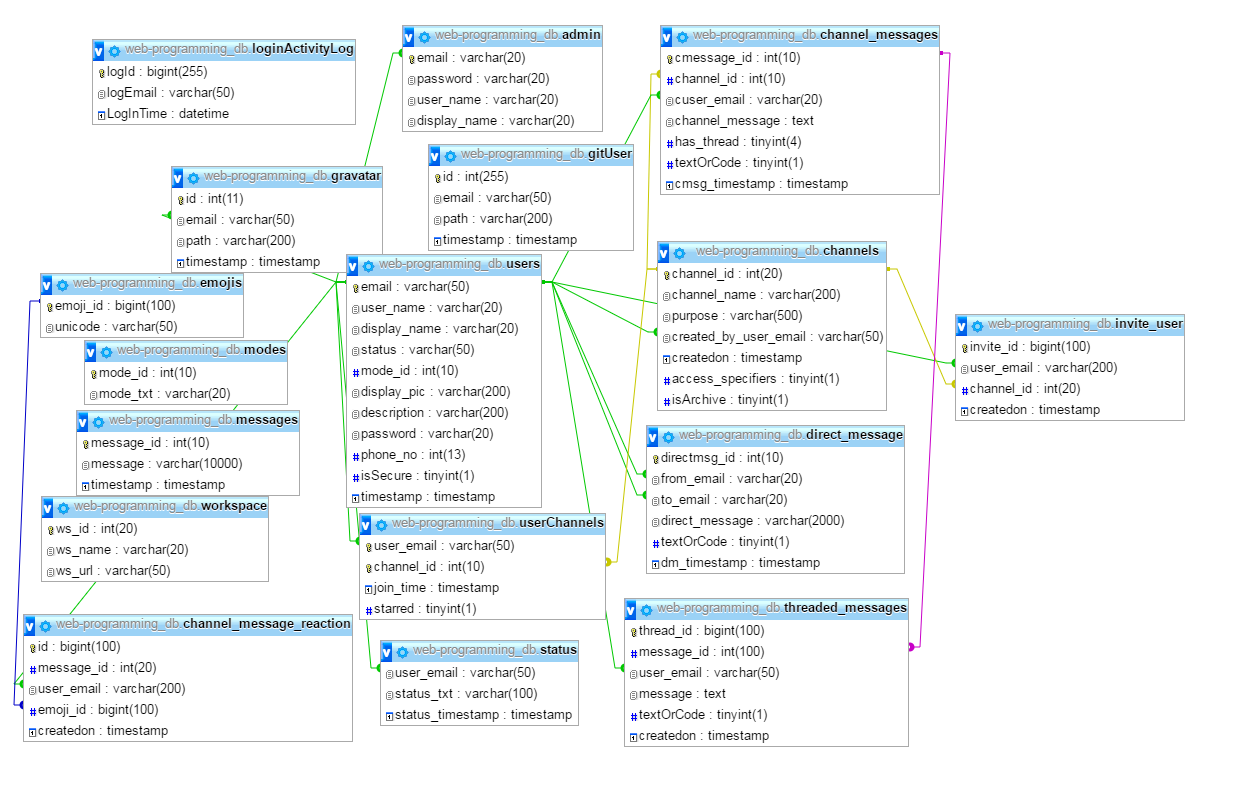 web-programming_db.loginActivityLog
logId : bigint(255)
logEmail : varchar(50)
LogInTime : datetime
web-programming_db.admin
email : varchar(20)
password : varchar(20)
user_name : varchar(20)
display_name : varchar(20)
web-programming_db.channel_messages
cmessage_id : int(10)
channel_id : int(10)
cuser_email : varchar(20)
channel_message : text
has_thread : tinyint(4)
textOrCode : tinyint(1)
cmsg_timestamp : timestamp
web-programming_db.gravatar
id : int(11)
email : varchar(50)
path : varchar(200)
timestamp : timestamp
web-programming_db.gitUser
id : int(255)
email : varchar(50)
path : varchar(200)
timestamp : timestamp
web-programming_db.emojis
emoji_id : bigint(100)
unicode : varchar(50)
web-programming_db.users
email : varchar(50)
user_name : varchar(20)
display_name : varchar(20)
status : varchar(50)
mode_id : int(10)
display_pic : varchar(200)
description : varchar(200)
password : varchar(20)
phone_no : int(13)
isSecure : tinyint(1)
timestamp : timestamp
web-programming_db.channels
channel_id : int(20)
channel_name : varchar(200)
purpose : varchar(500)
created_by_user_email : varchar(50)
createdon : timestamp
access_specifiers : tinyint(1)
isArchive : tinyint(1)
web-programming_db.invite_user
invite_id : bigint(100)
user_email : varchar(200)
channel_id : int(20)
createdon : timestamp
web-programming_db.modes
mode_id : int(10)
mode_txt : varchar(20)
web-programming_db.messages
message_id : int(10)
message : varchar(10000)
timestamp : timestamp
web-programming_db.direct_message
directmsg_id : int(10)
from_email : varchar(20)
to_email : varchar(20)
direct_message : varchar(2000)
textOrCode : tinyint(1)
dm_timestamp : timestamp
web-programming_db.workspace
ws_id : int(20)
ws_name : varchar(20)
ws_url : varchar(50)
web-programming_db.userChannels
user_email : varchar(50)
channel_id : int(10)
join_time : timestamp
starred : tinyint(1)
web-programming_db.channel_message_reaction
id : bigint(100)
message_id : int(20)
user_email : varchar(200)
emoji_id : bigint(100)
createdon : timestamp
web-programming_db.status
user_email : varchar(50)
status_txt : varchar(100)
status_timestamp : timestamp
web-programming_db.threaded_messages
thread_id : bigint(100)
message_id : int(100)
user_email : varchar(50)
message : text
textOrCode : tinyint(1)
createdon : timestamp